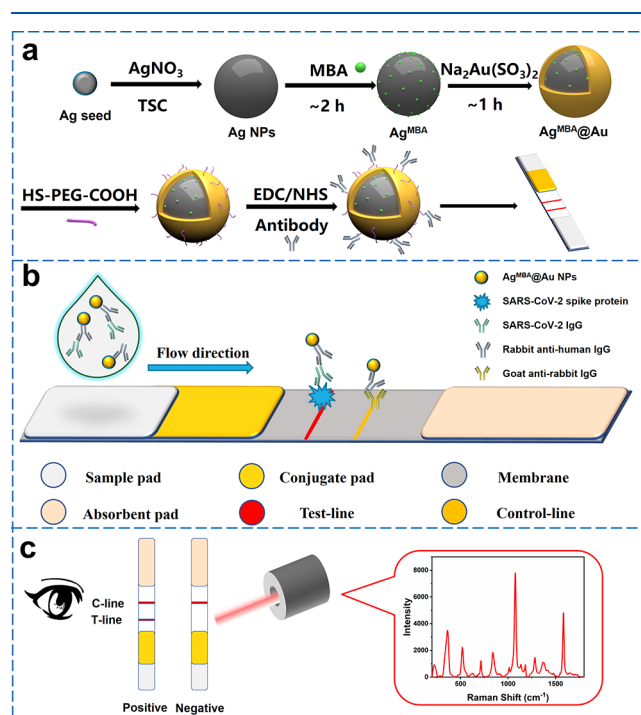 a
AgNO₃
MBA
Na₂Au(SO₃)₂
TSC
~2 h
~1 h
Ag seed
Ag NPs
Agᴹᴮᴬ
Agᴹᴮᴬ@Au
HS-PEG-COOH
EDC/NHS
Antibody
b
Agᴹᴮᴬ@Au NPs
SARS-CoV-2 spike protein
SARS-CoV-2 IgG
Rabbit anti-human IgG
Goat anti-rabbit IgG
Flow direction
Sample pad
Conjugate pad
Membrane
Absorbent pad
Test-line
Control-line
c
C-line
T-line
Positive
Negative
Intensity
8000
6000
4000
2000
0
500
1000
1500
Raman Shift (cm⁻¹)